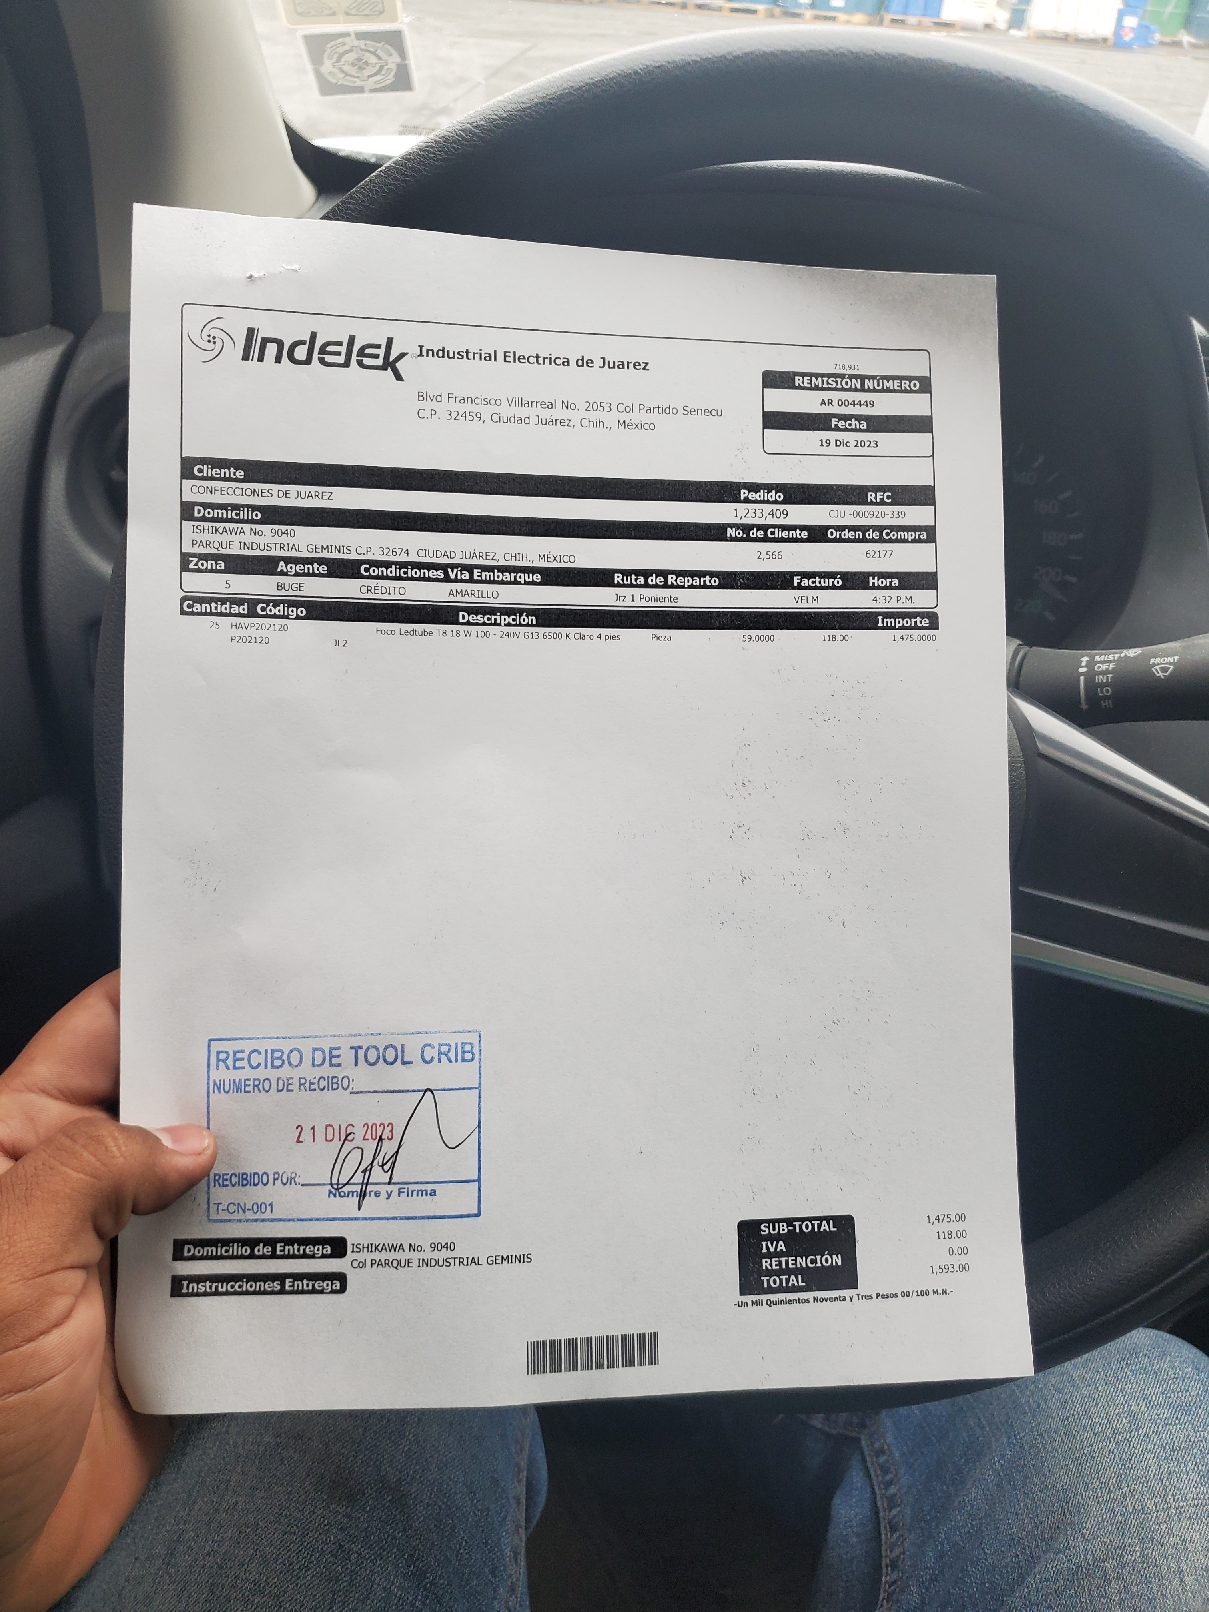 Indelek
Industrial Electrica de Juarez
Blvd Francisco Villarreal No. 2053 Col Partido Senecu
C.P. 32459, Ciudad Juárez, Chih., México
REMISIÓN NÚMERO
AR 004449
Fecha
19 Dic 2023
Cliente
CONFECCIONES DE JUAREZ
Pedido RFC
1,233,409 CJU -000920-339
Domicilio
No. de Cliente Orden de Compra
ISHIKAWA No. 9040
PARQUE INDUSTRIAL GEMINIS C.P. 32674 CIUDAD JUÁREZ, CHIH., MÉXICO
2,566 62177
Zona Agente Condiciones Vía Embarque Ruta de Reparto Facturó Hora
5 BUGE CRÉDITO AMARILLO Jrz 1 Poniente VELM 4:37 P.M.
Cantidad Código Descripción Importe
25 HAVP202120 Foco Ledtube T8 18 W 100 - 240V G13 6500 K Claro 4 pies Pieza 59.0000 118.00 1,475.0000
P202120
RECIBO DE TOOL CRIB
NUMERO DE RECIBO:
21 DIC 2023
RECIBIDO POR:
Nombre y Firma
T-CN-001
Domicilio de Entrega
ISHIKAWA No. 9040
Col PARQUE INDUSTRIAL GEMINIS
Instrucciones Entrega
SUB-TOTAL 1,475.00
IVA 118.00
RETENCIÓN 0.00
TOTAL 1,593.00
-Un Mil Quinientos Noventa y Tres Pesos 00/100 M.N.-
MIST
OFF
INT
LO
HI
FRONT